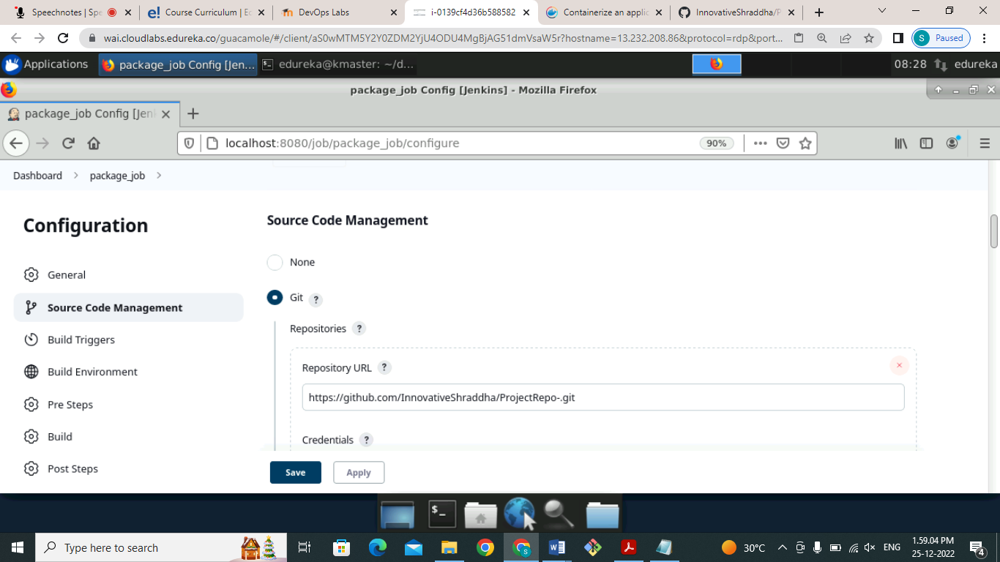 Speechnotes | Spe
Course Curriculum | Ed
DevOps Labs
i-0139cf4d36b588582
Containerize an applic
InnovativeShraddha/P
wai.cloudlabs.edureka.co/guacamole/#/client/aS0wMTM5Y2Y0ZDM2YjU4ODU4MgBjAG51dmVsaW5r?hostname=13.232.208.86&protocol=rdp&port...
S Paused
Applications
package_job Config [Jen...
edureka@kmaster: ~/d...
08:28
edureka
package_job Config [Jenkins] - Mozilla Firefox
package_job Config [Jen
localhost:8080/job/package_job/configure
90%
Dashboard > package_job >
Configuration
General
Source Code Management
Build Triggers
Build Environment
Pre Steps
Build
Post Steps
Source Code Management
None
Git ?
Repositories ?
Repository URL ?
https://github.com/InnovativeShraddha/ProjectRepo-.git
Credentials ?
Save
Apply
Type here to search
30°C
ENG
1.59.04 PM
25-12-2022
4